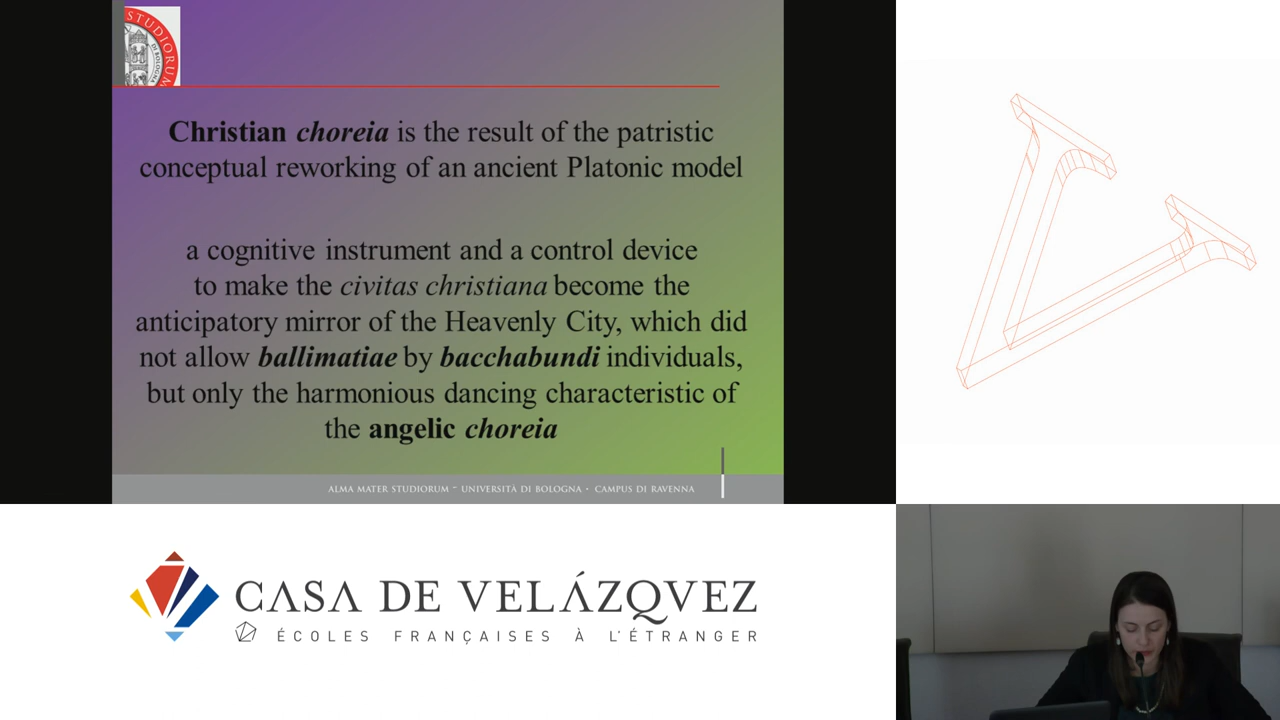 STUDIORUM
DI BOLOGNA
Christian choreia is the result of the patristic
conceptual reworking of an ancient Platonic model
a cognitive instrument and a control device
to make the civitas christiana become the
anticipatory mirror of the Heavenly City, which did
not allow ballimatiae by bacchabundi individuals,
but only the harmonious dancing characteristic of
the angelic choreia
ALMA MATER STUDIORUM ~ UNIVERSITÀ DI BOLOGNA • CAMPUS DI RAVENNA
CASA DE VELÁZQVEZ
ÉCOLES FRANÇAISES À L'ÉTRANGER